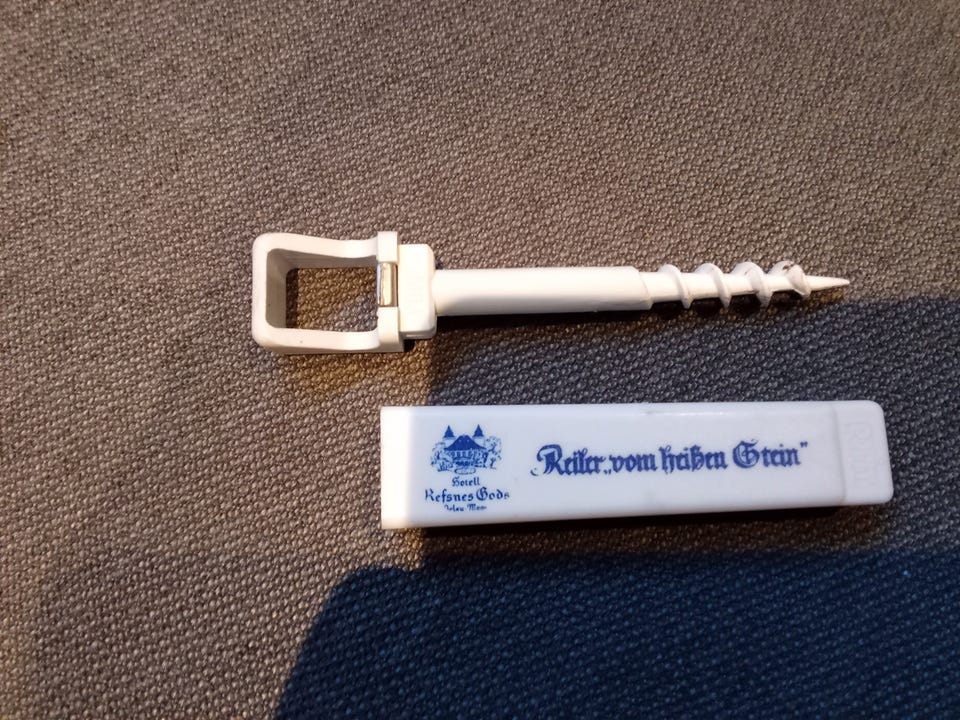 Hotell
Refsnes Gods
Reiler „vom heißen Stein"